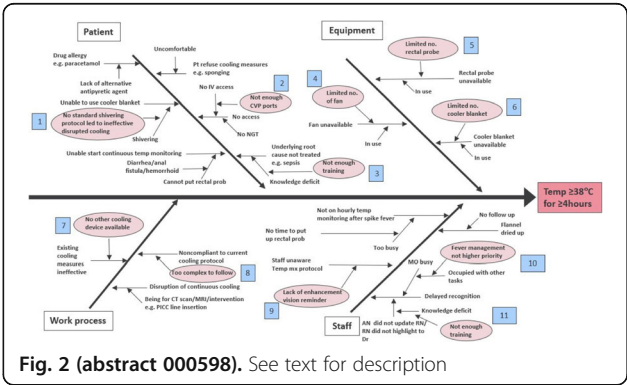 Patient
Equipment
Drug allergy
e.g. paracetamol
Lack of alternative
antipyretic agent
Uncomfortable
Pt refuse cooling measures
e.g. sponging
Unable to use cooler blanket
1
No standard shivering
protocol led to ineffective
disrupted cooling
Shivering
No IV access
2
Not enough
CVP ports
No access
No NGT
Unable start continuous temp monitoring
Diarrhea/anal
fistula/hemorrhoid
Cannot put rectal prob
Underlying root
cause not treated
e.g. sepsis
Not enough
training
3
Knowledge deficit
Limited no.
rectal probe
5
Rectal probe
unavailable
In use
4
Limited no.
of fan
Fan unavailable
In use
Limited no.
cooler blanket
6
Cooler blanket
unavailable
In use
Temp ≥38°C
for ≥4hours
7
No other cooling
device available
Existing
cooling
measures
ineffective
Noncompliant to current
cooling protocol
Too complex to follow
8
Disruption of continuous cooling
Being for CT scan/MRI/intervention
e.g. PICC line insertion
Work process
Not on hourly temp
monitoring after spike fever
No time to put
up rectal prob
Too busy
Staff unaware
Temp mx protocol
Lack of enhancement
vision reminder
9
No follow up
Flannel
dried up
Fever management
not higher priority
10
MO busy
Occupied with other
tasks
Delayed recognition
Knowledge deficit
11
Not enough
training
AN did not update RN/
RN did not highlight to
Dr
Staff
Fig. 2 (abstract 000598). See text for description